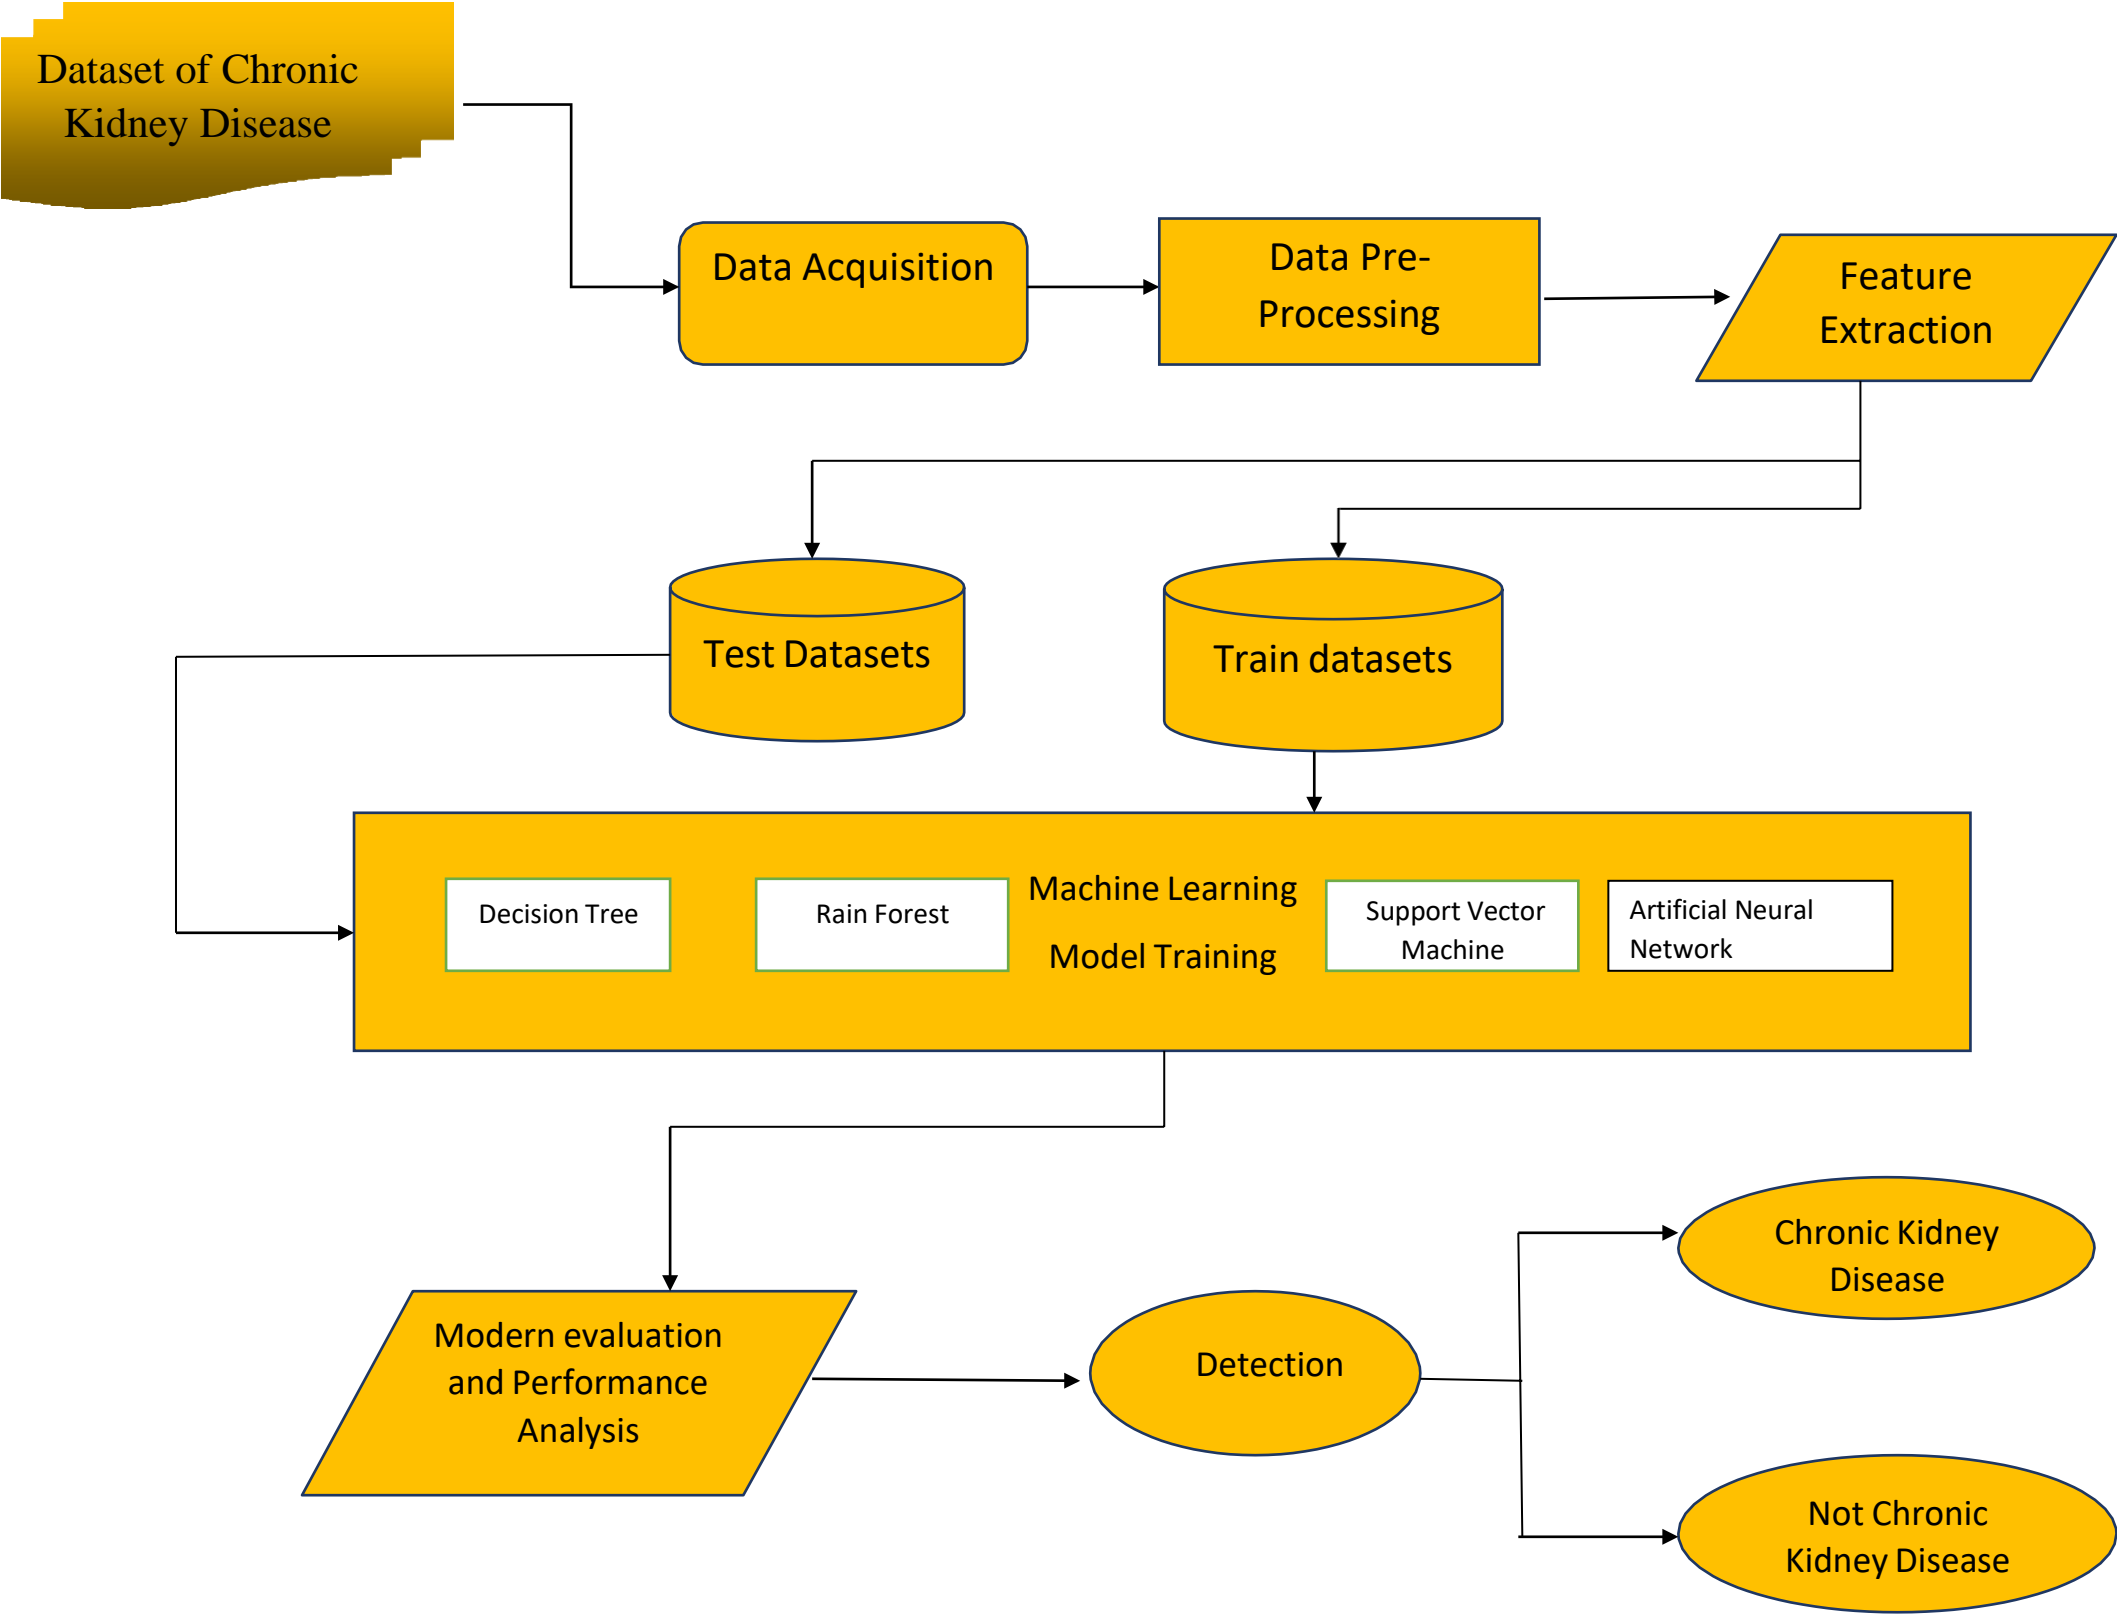 Dataset of Chronic
Kidney Disease
Data Acquisition
Data Pre-
Processing
Feature
Extraction
Test Datasets
Train datasets
Decision Tree
Rain Forest
Machine Learning
Model Training
Support Vector
Machine
Artificial Neural
Network
Modern evaluation
and Performance
Analysis
Detection
Chronic Kidney
Disease
Not Chronic
Kidney Disease